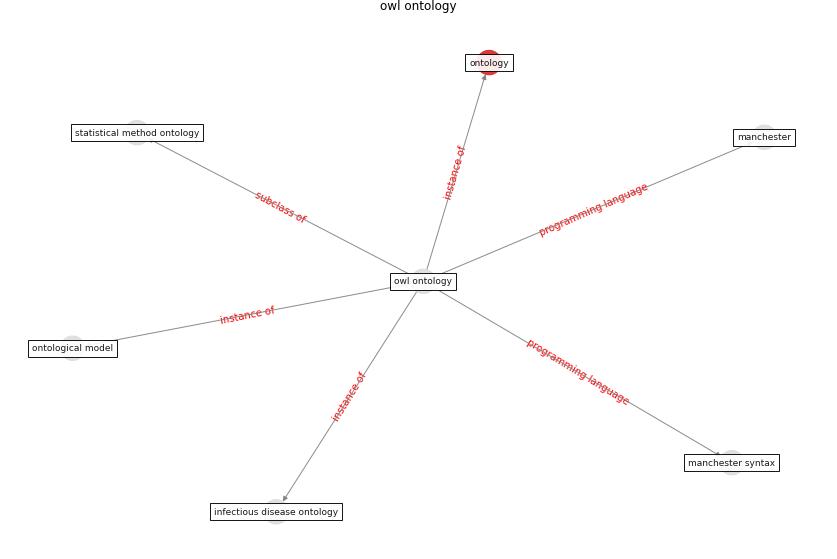 owl ontology
ontology
statistical method ontology
manchester
instance of
programming language
subclass of
owl ontology
instance of
ontological model
programming language
instance of
manchester syntax
infectious disease ontology